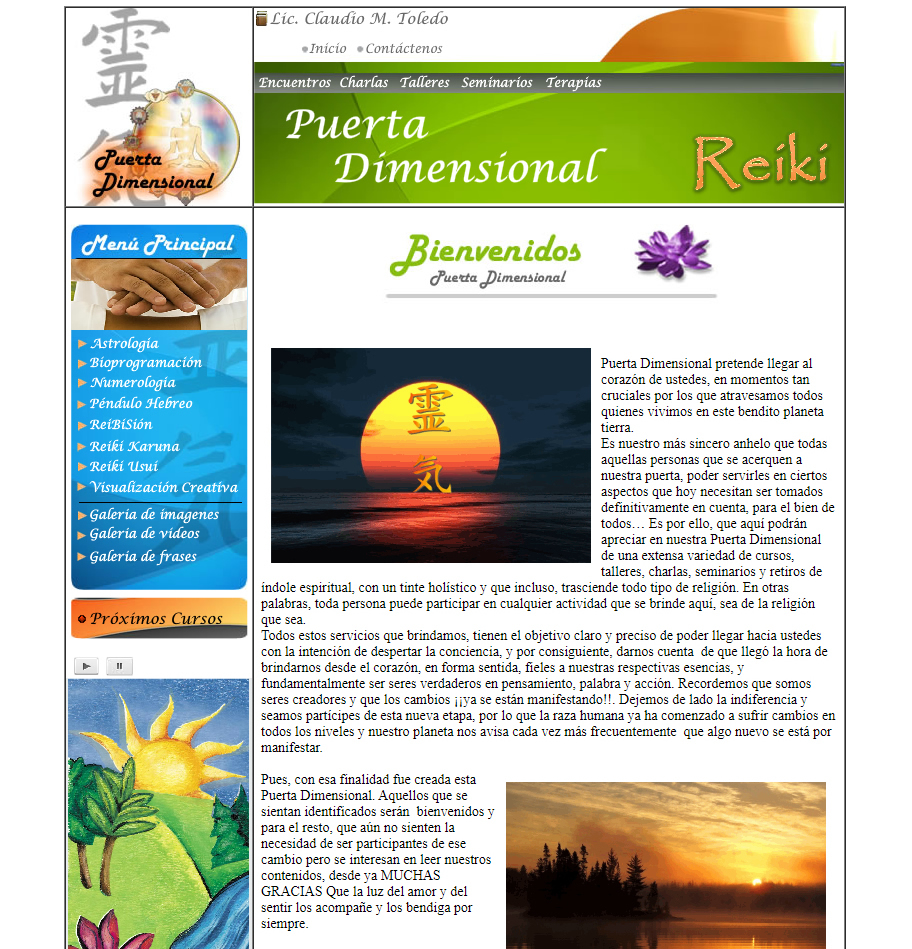 靈
気
Puerta
Dimensional
Lic. Claudio M. Toledo
Inicio Contáctenos
Encuentros Charlas Talleres Seminarios Terapias
Puerta
Dimensional
Reiki
Menú Principal
Astrología
Bioprogramación
Numerología
Péndulo Hebreo
ReiBiSión
Reiki Karuna
Reiki Usui
Visualización Creativa
Galería de imagenes
Galería de videos
Galería de frases
Próximos Cursos
Bienvenidos
Puerta Dimensional
靈
気
Puerta Dimensional pretende llegar al
corazón de ustedes, en momentos tan
cruciales por los que atravesamos todos
quienes vivimos en este bendito planeta
tierra.
Es nuestro más sincero anhelo que todas
aquellas personas que se acerquen a
nuestra puerta, poder servirles en ciertos
aspectos que hoy necesitan ser tomados
definitivamente en cuenta, para el bien de
todos… Es por ello, que aquí podrán
apreciar en nuestra Puerta Dimensional
de una extensa variedad de cursos,
talleres, charlas, seminarios y retiros de
índole espiritual, con un tinte holístico y que incluso, trasciende todo tipo de religión. En otras
palabras, toda persona puede participar en cualquier actividad que se brinde aquí, sea de la religión
que sea.
Todos estos servicios que brindamos, tienen el objetivo claro y preciso de poder llegar hacia ustedes
con la intención de despertar la conciencia, y por consiguiente, darnos cuenta de que llegó la hora de
brindarnos desde el corazón, en forma sentida, fieles a nuestras respectivas esencias, y
fundamentalmente ser seres verdaderos en pensamiento, palabra y acción. Recordemos que somos
seres creadores y que los cambios ¡¡ya se están manifestando!!. Dejemos de lado la indiferencia y
seamos partícipes de esta nueva etapa, por lo que la raza humana ya ha comenzado a sufrir cambios en
todos los niveles y nuestro planeta nos avisa cada vez más frecuentemente que algo nuevo se está por
manifestar.
Pues, con esa finalidad fue creada esta
Puerta Dimensional. Aquellos que se
sientan identificados serán bienvenidos y
para el resto, que aún no sienten la
necesidad de ser participantes de ese
cambio pero se interesan en leer nuestros
contenidos, desde ya MUCHAS
GRACIAS Que la luz del amor y del
sentir los acompañe y los bendiga por
siempre.